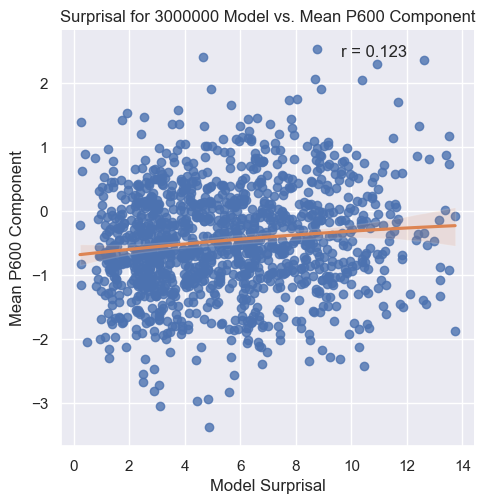 Surprisal for 3000000 Model vs. Mean P600 Component
r = 0.123
2
1
0
−1
−2
−3
Mean P600 Component
0 2 4 6 8 10 12 14
Model Surprisal